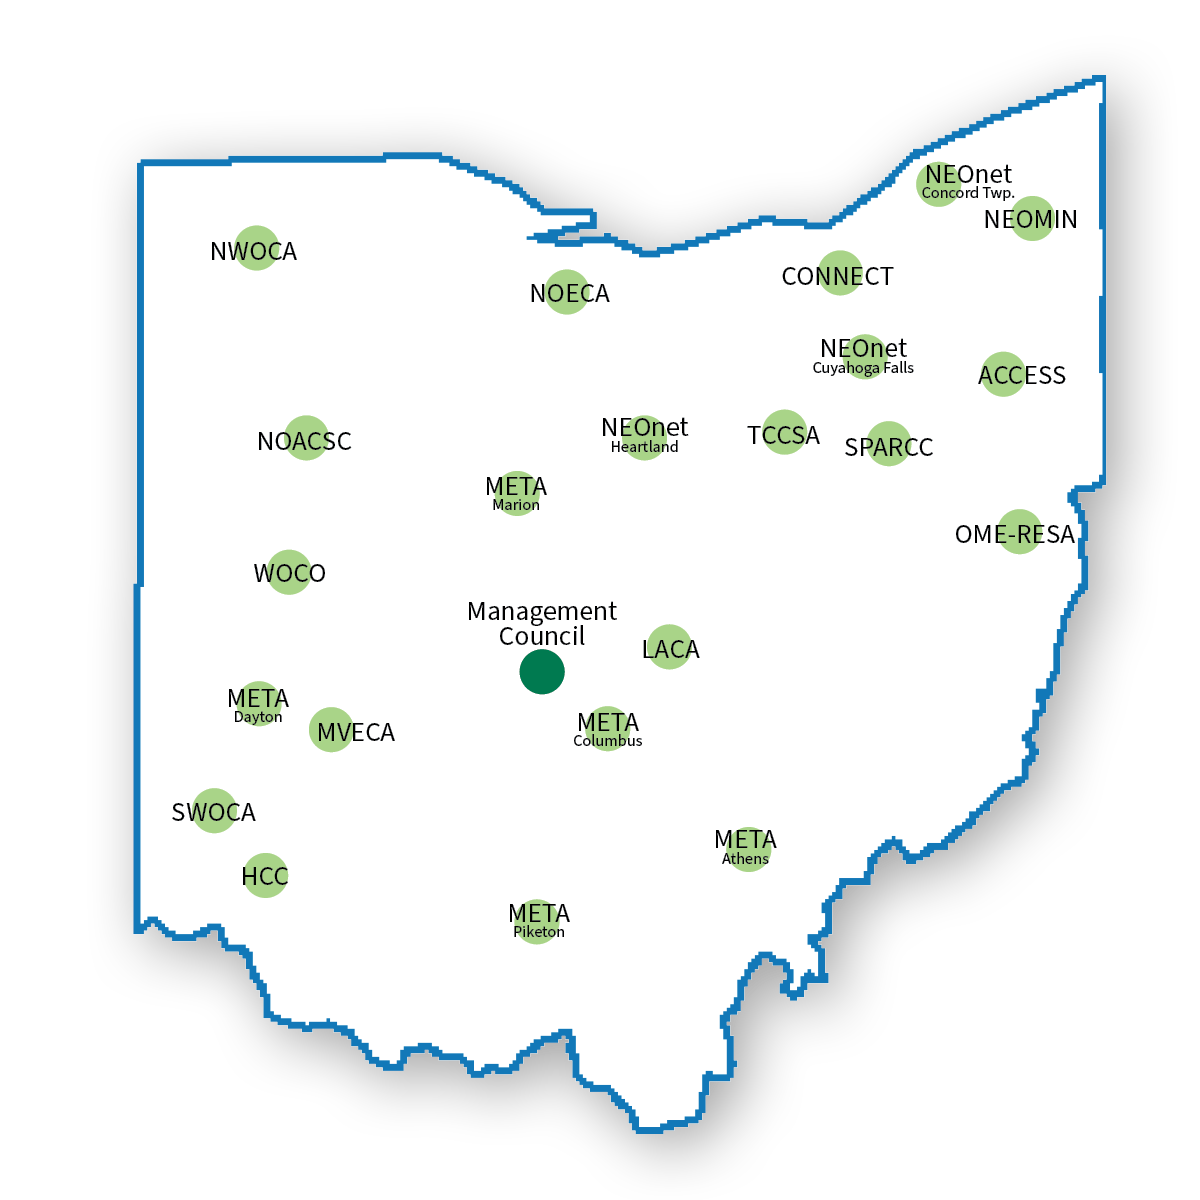 NEOnet
Concord Twp.
NEOMIN
NWOCA
CONNECT
NOECA
NEOnet
Cuyahoga Falls
ACCESS
NEOnet
Heartland
TCCSA
NOACSC
SPARCC
META
Marion
OME-RESA
WOCO
Management
Council
LACA
META
Dayton
META
Columbus
MVECA
SWOCA
META
Athens
HCC
META
Piketon